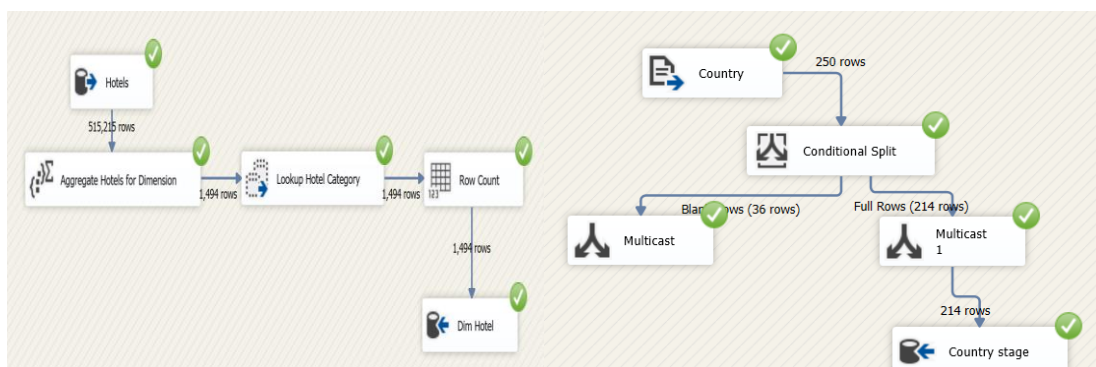 Hotels
515,215 rows
Aggregate Hotels for Dimension
1,494 rows
Lookup Hotel Category
1,494 rows
123
Row Count
1,494 rows
Dim Hotel
Country
250 rows
Conditional Split
rows (36 rows)
Full Rows (214 rows)
Multicast
Multicast
1
214 rows
Country stage